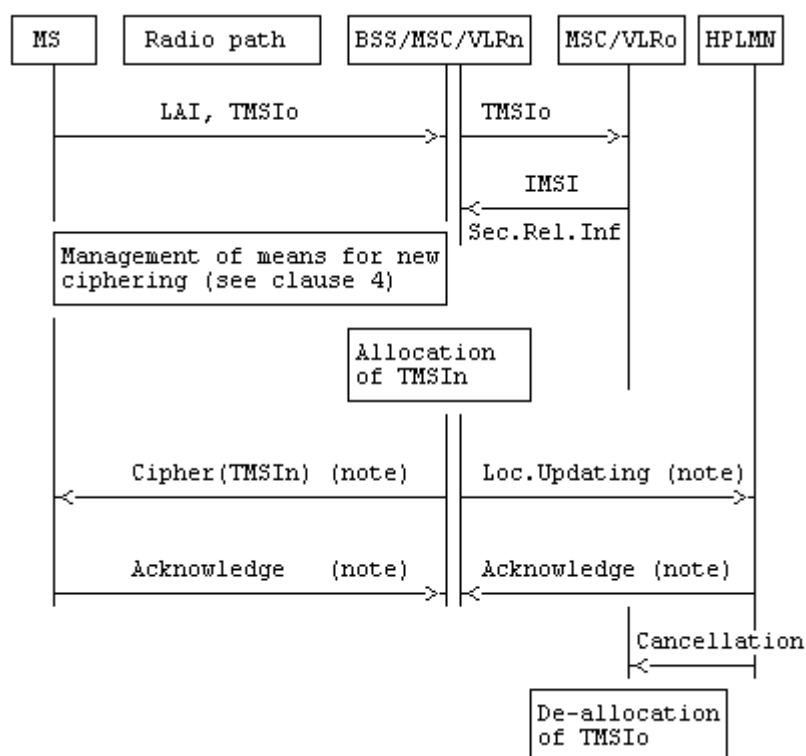 MS
Radio path
BSS/MSC/VLRn
MSC/VLRo
HPLMN
LAI, TMSIo
TMSIo
IMSI
Sec.Rel.Inf
Management of means for new
ciphering (see clause 4)
Allocation
of TMSIn
Cipher(TMSIn) (note)
Loc.Updating (note)
Acknowledge (note)
Acknowledge (note)
Cancellation
De-allocation
of TMSIo